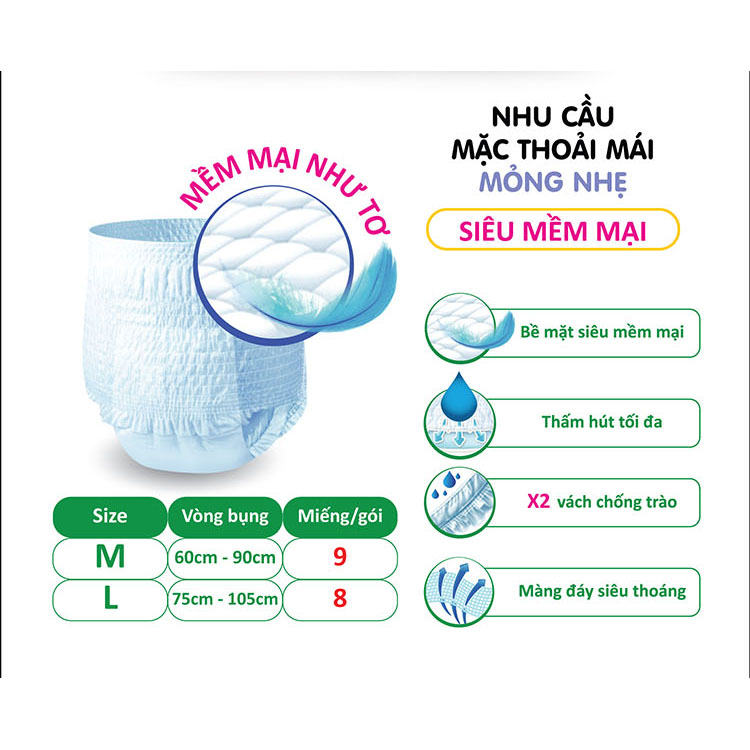 MỀM MẠI NHƯ TƠ
NHU CẦU
MẶC THOẢI MÁI
MỎNG NHẸ
SIÊU MỀM MẠI
Bề mặt siêu mềm mại
Thấm hút tối đa
X2 vách chống trào
Màng đáy siêu thoáng
Size Vòng bụng Miếng/gói
M 60cm - 90cm 9
L 75cm - 105cm 8